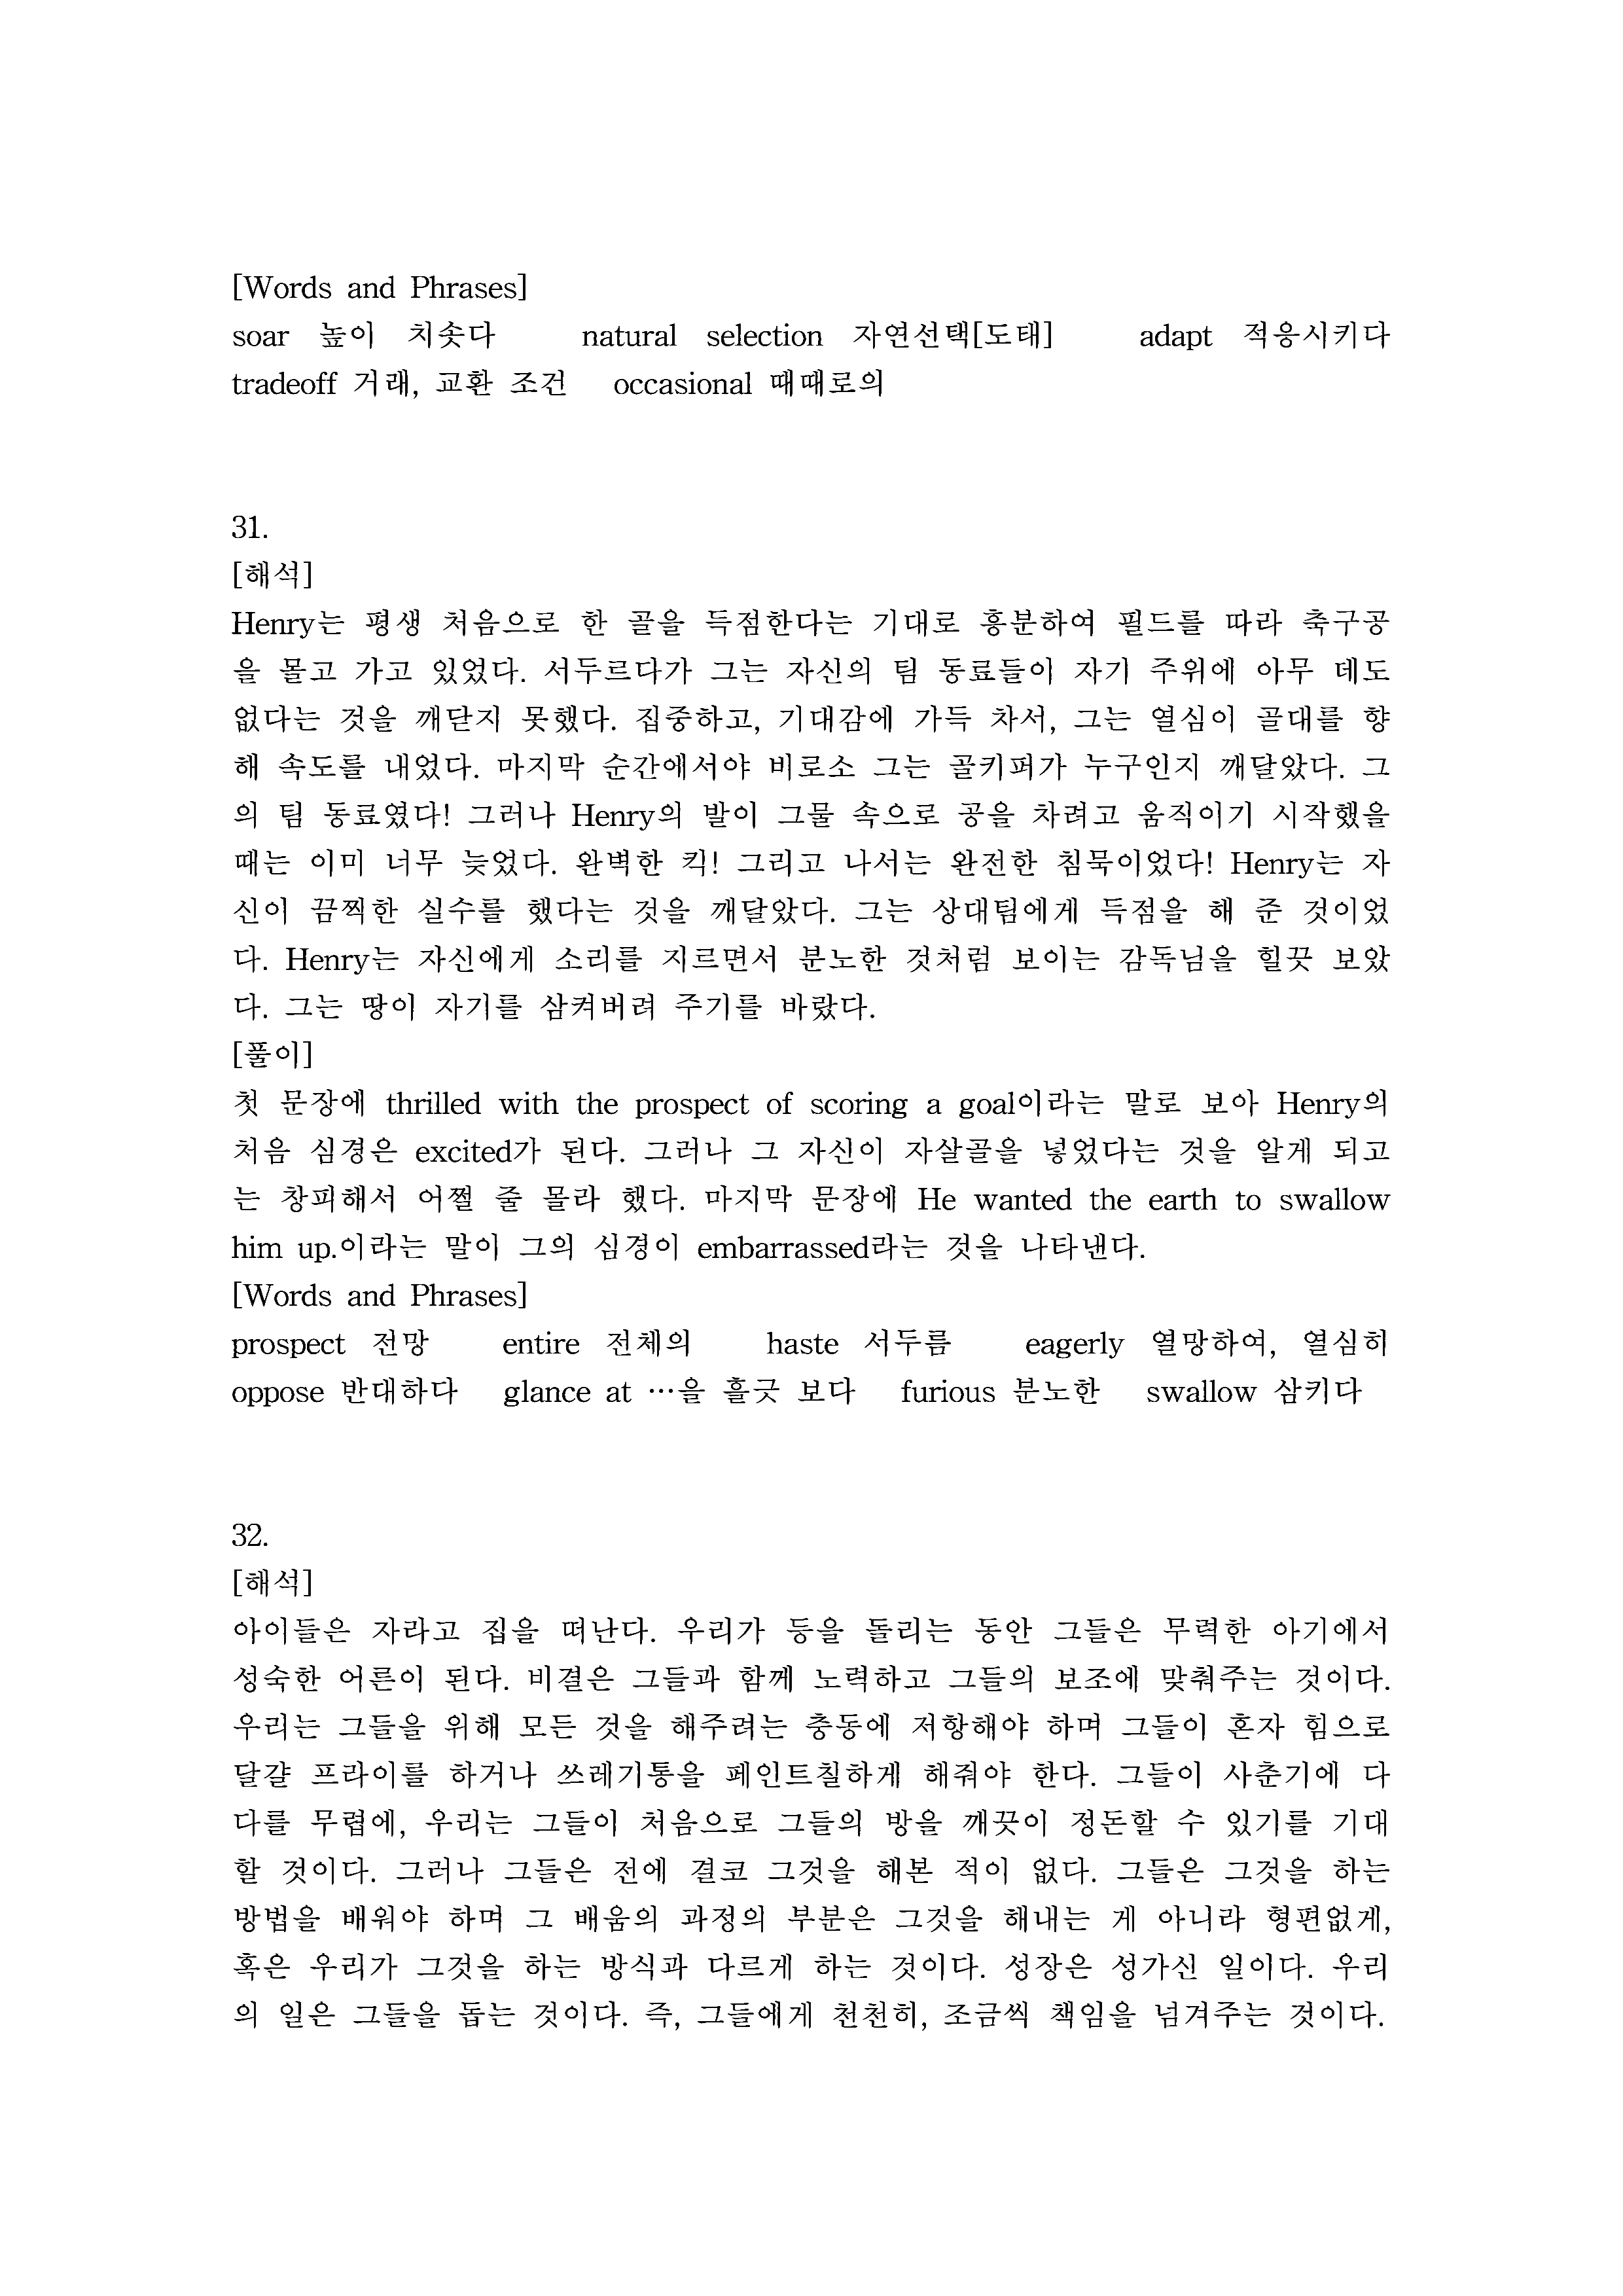 [Words and Phrases]
soar 높이 치솟다 natural selection 자연선택[도태] adapt 적응시키다
tradeoff 거래, 교환 조건 occasional 때때로의
31.
[해석]
Henry는 평생 처음으로 한 골을 득점한다는 기대로 흥분하여 필드를 따라 축구공
을 몰고 가고 있었다. 서두르다가 그는 자신의 팀 동료들이 자기 주위에 아무 데도
없다는 것을 깨닫지 못했다. 집중하고, 기대감에 가득 차서, 그는 열심이 골대를 향
해 속도를 내었다. 마지막 순간에서야 비로소 그는 골키퍼가 누구인지 깨달았다. 그
의 팀 동료였다! 그러나 Henry의 발이 그물 속으로 공을 차려고 움직이기 시작했을
때는 이미 너무 늦었다. 완벽한 킥! 그리고 나서는 완전한 침묵이었다! Henry는 자
신이 끔찍한 실수를 했다는 것을 깨달았다. 그는 상대팀에게 득점을 해 준 것이었
다. Henry는 자신에게 소리를 지르면서 분노한 것처럼 보이는 감독님을 힐끗 보았
다. 그는 땅이 자기를 삼켜버려 주기를 바랐다.
[풀이]
첫 문장에 thrilled with the prospect of scoring a goal이라는 말로 보아 Henry의
처음 심경은 excited가 된다. 그러나 그 자신이 자살골을 넣었다는 것을 알게 되고
는 창피해서 어쩔 줄 몰라 했다. 마지막 문장에 He wanted the earth to swallow
him up.이라는 말이 그의 심경이 embarrassed라는 것을 나타낸다.
[Words and Phrases]
prospect 전망 entire 전체의 haste 서두름 eagerly 열망하여, 열심히
oppose 반대하다 glance at …을 흘긋 보다 furious 분노한 swallow 삼키다
32.
[해석]
아이들은 자라고 집을 떠난다. 우리가 등을 돌리는 동안 그들은 무력한 아기에서
성숙한 어른이 된다. 비결은 그들과 함께 노력하고 그들의 보조에 맞춰주는 것이다.
우리는 그들을 위해 모든 것을 해주려는 충동에 저항해야 하며 그들이 혼자 힘으로
달걀 프라이를 하거나 쓰레기통을 페인트칠하게 해줘야 한다. 그들이 사춘기에 다
다를 무렵에, 우리는 그들이 처음으로 그들의 방을 깨끗이 정돈할 수 있기를 기대
할 것이다. 그러나 그들은 전에 결코 그것을 해본 적이 없다. 그들은 그것을 하는
방법을 배워야 하며 그 배움의 과정의 부분은 그것을 해내는 게 아니라 형편없게,
혹은 우리가 그것을 하는 방식과 다르게 하는 것이다. 성장은 성가신 일이다. 우리
의 일은 그들을 돕는 것이다. 즉, 그들에게 천천히, 조금씩 책임을 넘겨주는 것이다.